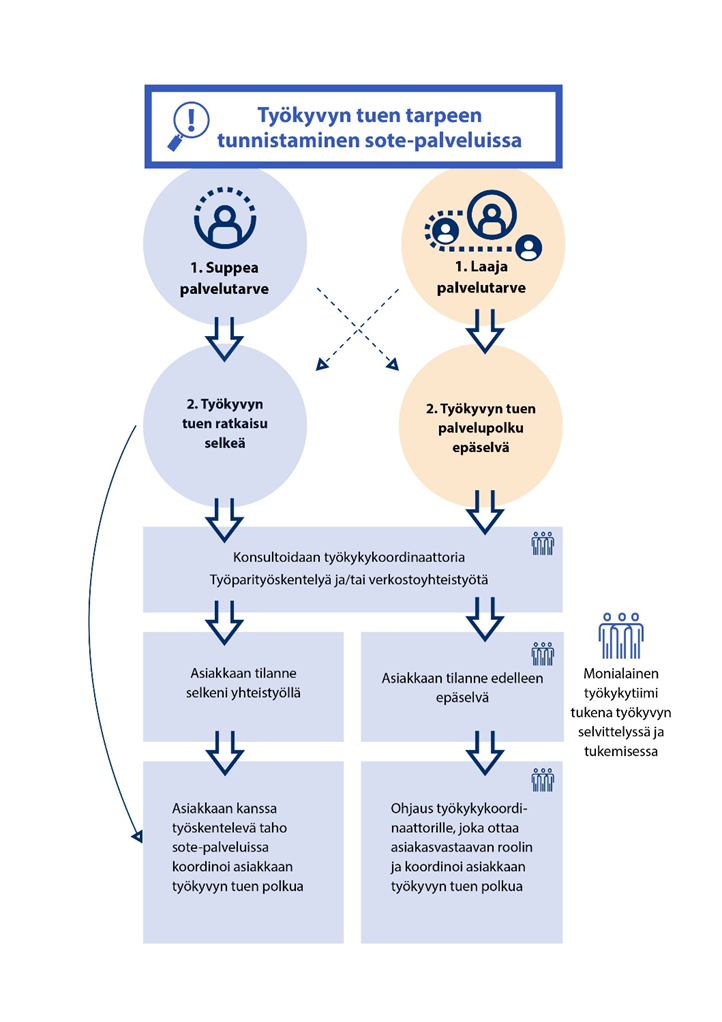 Työkyvyn tuen tarpeen
tunnistaminen sote-palveluissa
1. Suppea
palvelutarve
1. Laaja
palvelutarve
2. Työkyvyn
tuen ratkaisu
selkeä
2. Työkyvyn tuen
palvelupolku
epäselvä
Konsultoidaan työkykykoordinaattoria
Työparityöskentelyä ja/tai verkostoyhteistyötä
Asiakkaan tilanne
selkeni yhteistyöllä
Asiakkaan tilanne edelleen
epäselvä
Monialainen
työkykytiimi
tukena työkyvyn
selvittelyssä ja
tukemisessa
Asiakkaan kanssa
työskentelevä taho
sote-palveluissa
koordinoi asiakkaan
työkyvyn tuen polkua
Ohjaus työkykykoordi-
naattorille, joka ottaa
asiakasvastaavan roolin
ja koordinoi asiakkaan
työkyvyn tuen polkua